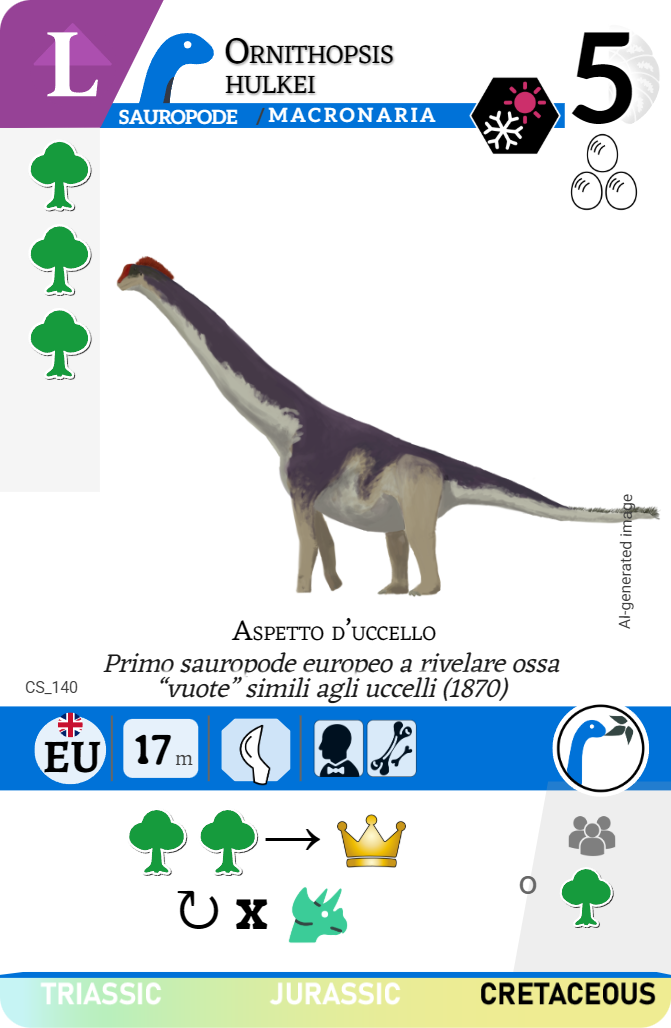 L
Ornithopsis
hulkei
5
SAUROPODE / MACRONARIA
AI-generated image
Aspetto d'uccello
Primo sauropode europeo a rivelare ossa
“vuote” simili agli uccelli (1870)
CS_140
EU
17 m
o
x
TRIASSIC JURASSIC CRETACEOUS